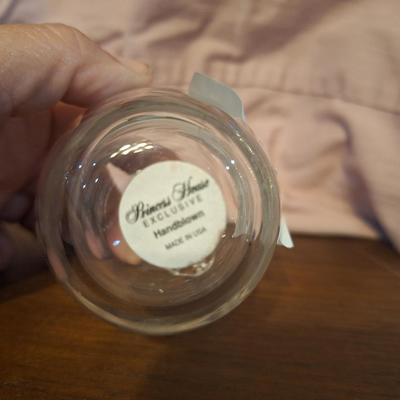 Princess House
EXCLUSIVE
Handblown
MADE IN USA